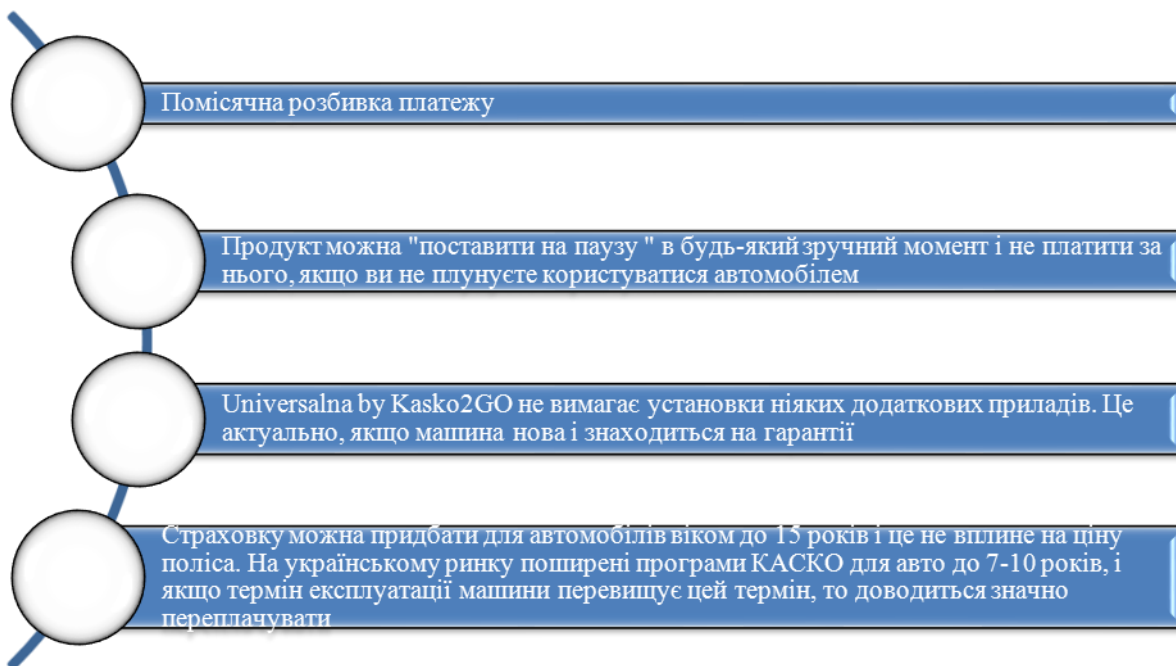 Помісячна розбивка платежу
Продукт можна "поставити на паузу " в будь-який зручний момент і не платити за
нього, якщо ви не плунуєте користуватися автомобілем
Universalna by Kasko2GO не вимагає установки ніяких додаткових приладів. Це
актуально, якщо машина нова і знаходиться на гарантії
Страховку можна придбати для автомобілів віком до 15 років і це не вплине на ціну
поліса. На українському ринку поширені програми КАСКО для авто до 7-10 років, і
якщо термін експлуатації машини перевищує цей термін, то доводиться значно
переплачувати